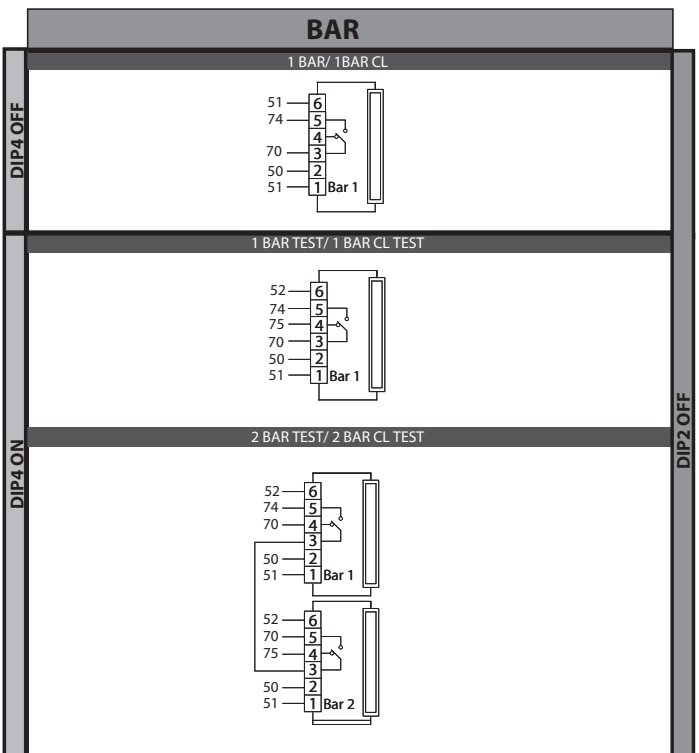 BAR
1 BAR/ 1BAR CL
DIP4 OFF
51 6
74 5
4
70 3
50 2
51 1 Bar 1
1 BAR TEST/ 1 BAR CL TEST
52 6
74 5
75 4
70 3
50 2
51 1 Bar 1
DIP2 OFF
2 BAR TEST/ 2 BAR CL TEST
DIP4 ON
52 6
74 5
70 4
3
50 2
51 1 Bar 1
52 6
70 5
75 4
3
50 2
51 1 Bar 2